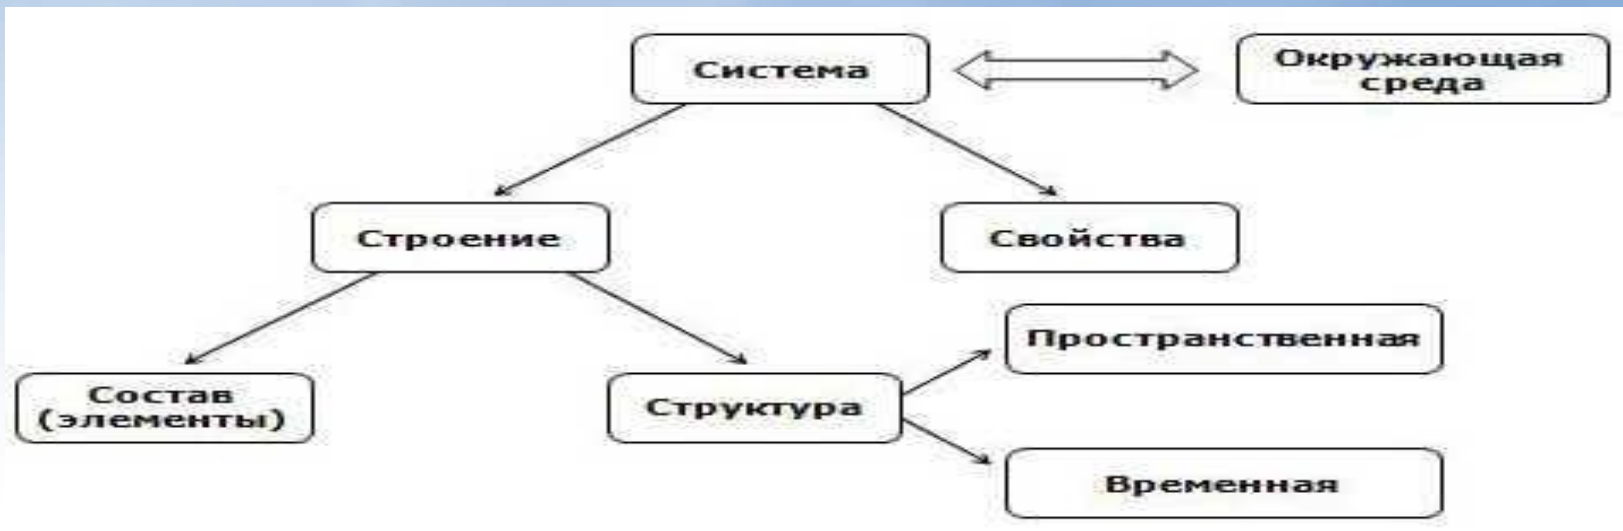 Система
Окружающая
среда
Строение
Свойства
Пространственная
Состав
(элементы)
Структура
Временная